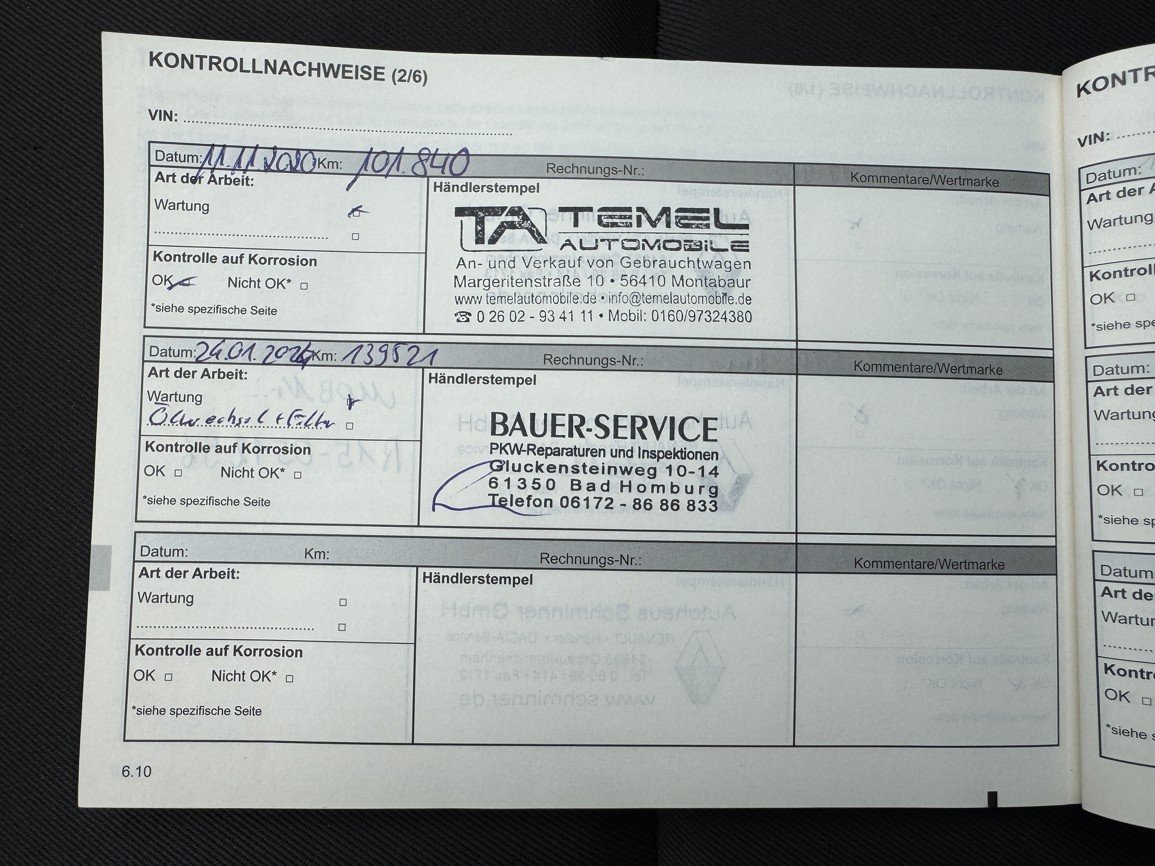 KONTROLLNACHWEISE (2/6)
VIN:
Datum: 11.11.2020 Km: 101.840 Rechnungs-Nr.: Kommentare/Wertmarke
Art der Arbeit:
Wartung
Kontrolle auf Korrosion
OK Nicht OK*
*siehe spezifische Seite
Händlerstempel
TA TEMEL
AUTOMOBILE
An- und Verkauf von Gebrauchtwagen
Margeritenstraße 10 • 56410 Montabaur
www.temelautomobile.de • info@temelautomobile.de
☎ 0 26 02 - 93 41 11 • Mobil: 0160/97324380
Datum: 24.01.2024 Km: 139521 Rechnungs-Nr.: Kommentare/Wertmarke
Art der Arbeit:
Wartung
Ölwechsel + Filter
Kontrolle auf Korrosion
OK Nicht OK*
*siehe spezifische Seite
Händlerstempel
BAUER-SERVICE
PKW-Reparaturen und Inspektionen
Gluckensteinweg 10-14
61350 Bad Homburg
Telefon 06172 - 86 86 833
Datum: Km: Rechnungs-Nr.: Kommentare/Wertmarke
Art der Arbeit:
Wartung
Kontrolle auf Korrosion
OK Nicht OK*
*siehe spezifische Seite
Händlerstempel
6.10
KONTR
VIN:
Datum:
Art der A
Wartung
Kontroll
OK
*siehe spe
Datum:
Art der
Wartung
Kontro
OK
*siehe sp
Datum
Art de
Wartur
Kontr
OK
*siehe s